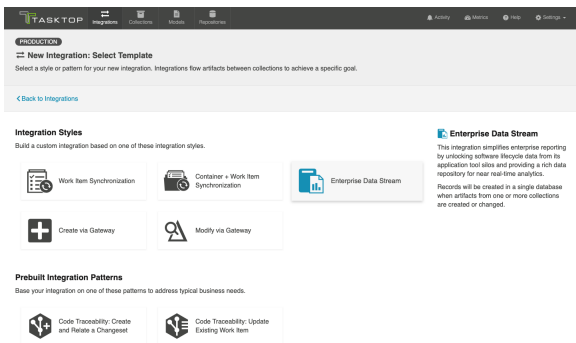 TASKTOP
Integrations
Collections
Models
Repositories
Activity
Metrics
Help
Settings
PRODUCTION
New Integration: Select Template
Select a style or pattern for your new integration. Integrations flow artifacts between collections to achieve a specific goal.
Back to Integrations
Integration Styles
Build a custom integration based on one of these integration styles.
Work Item Synchronization
Container + Work Item
Synchronization
Enterprise Data Stream
Create via Gateway
Modify via Gateway
Enterprise Data Stream
This integration simplifies enterprise reporting
by unlocking software lifecycle data from its
application tool silos and providing a rich data
repository for near real-time analytics.
Records will be created in a single database
when artifacts from one or more collections
are created or changed.
Prebuilt Integration Patterns
Base your integration on one of these patterns to address typical business needs.
Code Traceability: Create
and Relate a Changeset
Code Traceability: Update
Existing Work Item